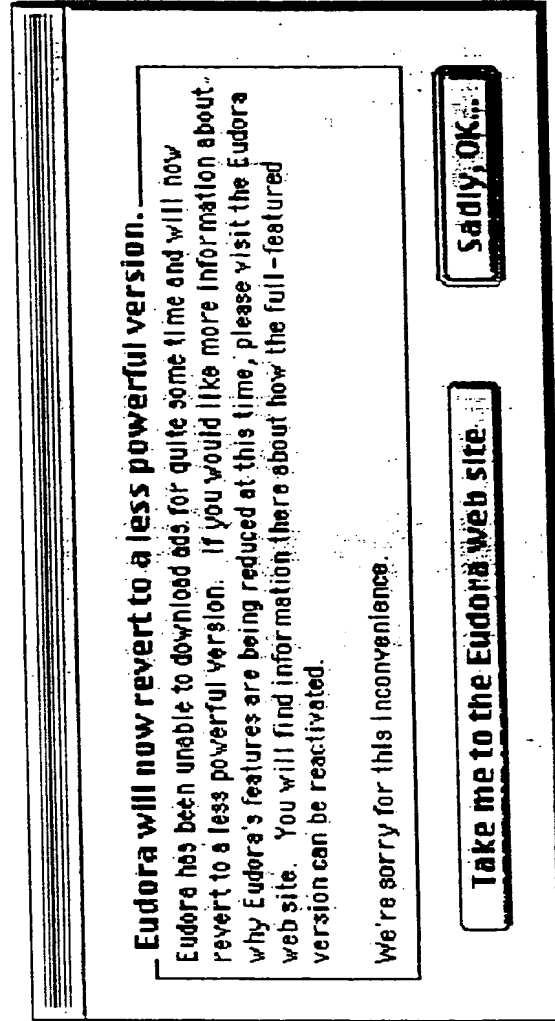 Eudora will now revert to a less powerful version.
Eudora has been unable to download ads for quite some time and will now
revert to a less powerful version. If you would like more information about
why Eudora's features are being reduced at this time, please visit the Eudora
web site. You will find information there about how the full-featured
version can be reactivated.
We're sorry for this inconvenience.
Take me to the Eudora web site
Sadly, OK...